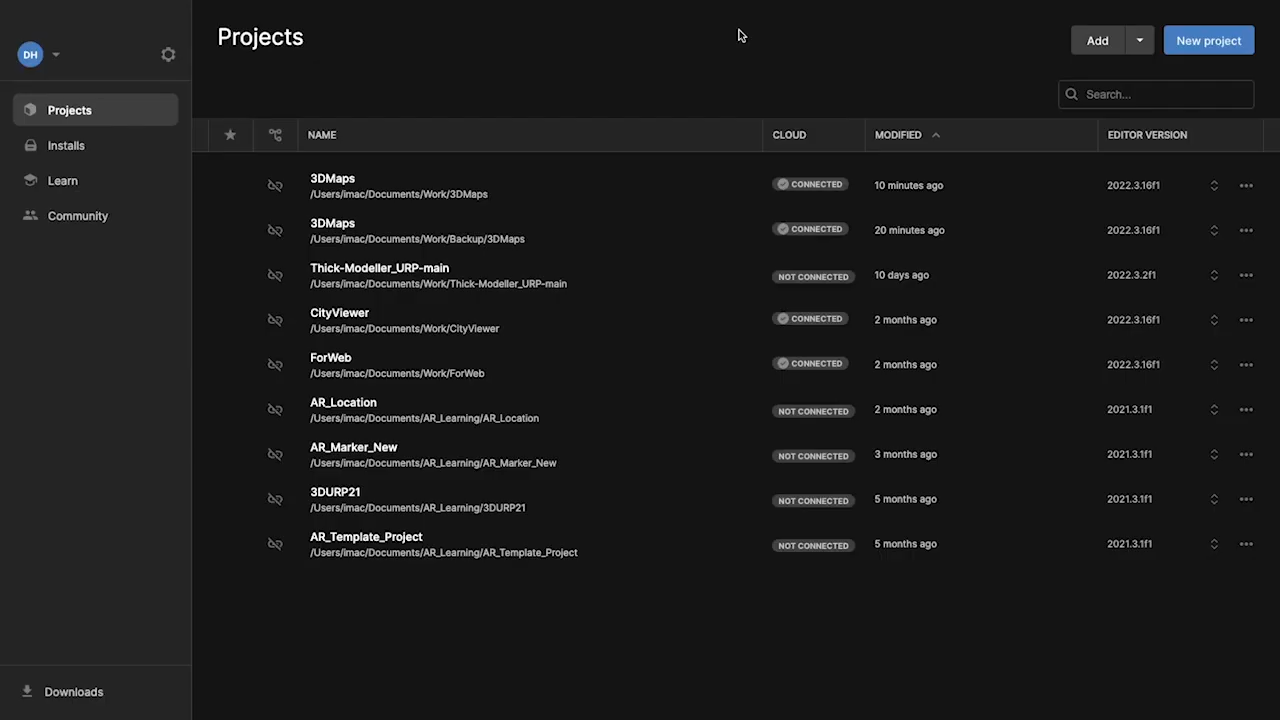 Projects
DH
Add
New project
Projects
Search...
NAME
CLOUD
MODIFIED
EDITOR VERSION
Installs
Learn
Community
3DMaps
/Users/imac/Documents/Work/3DMaps
CONNECTED
10 minutes ago
2022.3.16f1
3DMaps
/Users/imac/Documents/Work/Backup/3DMaps
CONNECTED
20 minutes ago
2022.3.16f1
Thick-Modeller_URP-main
/Users/imac/Documents/Work/Thick-Modeller_URP-main
NOT CONNECTED
10 days ago
2022.3.2f1
CityViewer
/Users/imac/Documents/Work/CityViewer
CONNECTED
2 months ago
2022.3.16f1
ForWeb
/Users/imac/Documents/Work/ForWeb
CONNECTED
2 months ago
2022.3.16f1
AR_Location
/Users/imac/Documents/AR_Learning/AR_Location
NOT CONNECTED
2 months ago
2021.3.1f1
AR_Marker_New
/Users/imac/Documents/AR_Learning/AR_Marker_New
NOT CONNECTED
3 months ago
2021.3.1f1
3DURP21
/Users/imac/Documents/AR_Learning/3DURP21
NOT CONNECTED
5 months ago
2021.3.1f1
AR_Template_Project
/Users/imac/Documents/AR_Learning/AR_Template_Project
NOT CONNECTED
5 months ago
2021.3.1f1
Downloads